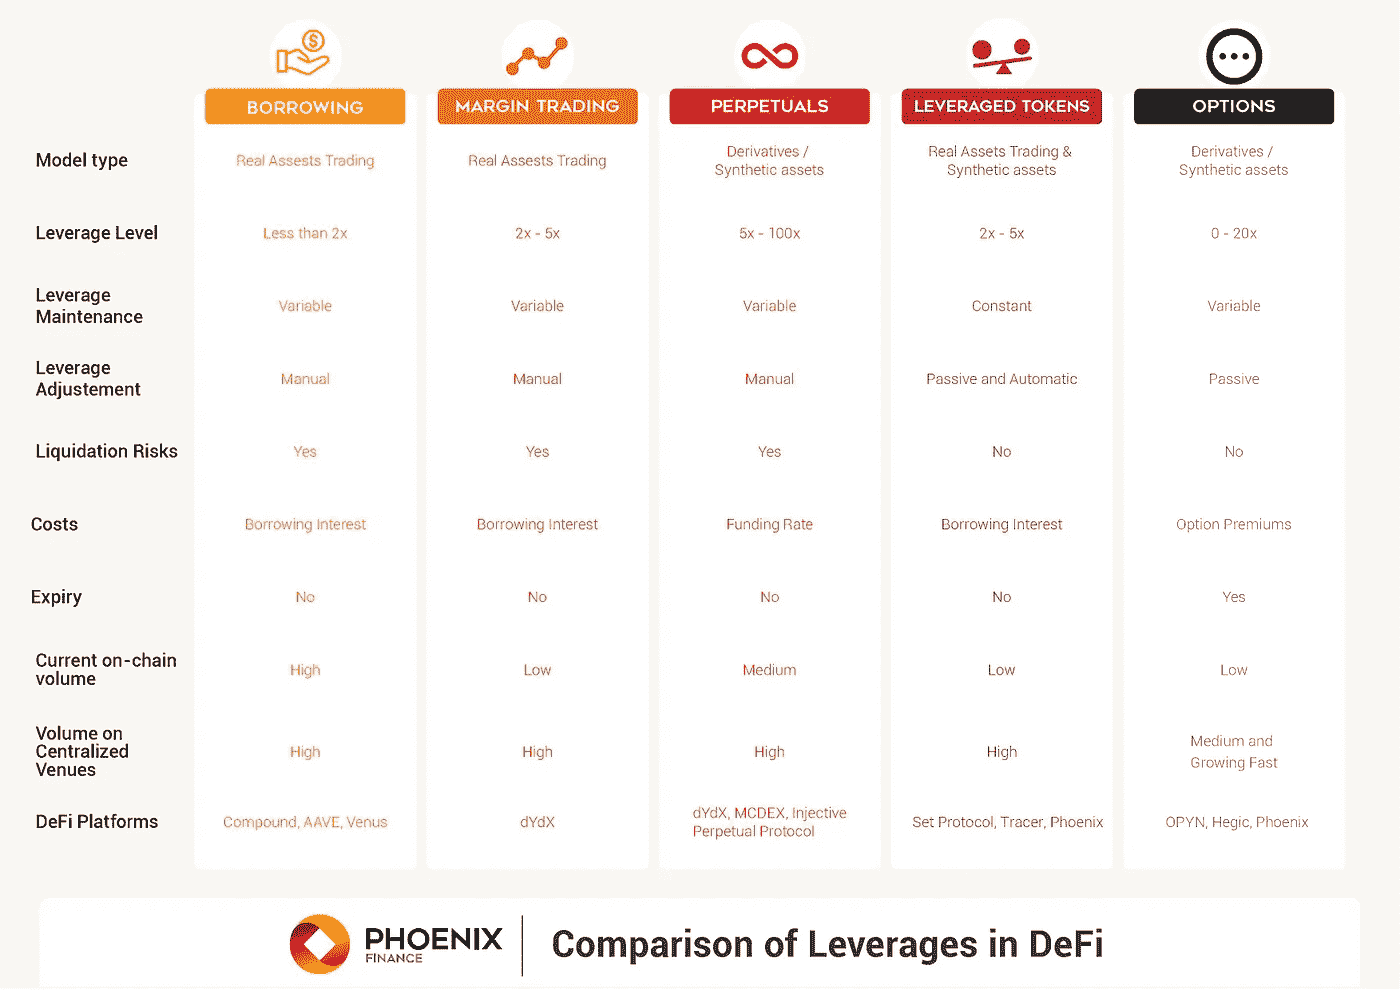 BORROWING MARGIN TRADING PERPETUALS LEVERAGED TOKENS OPTIONS
Model type Real Assests Trading Real Assests Trading Derivatives / Real Assets Trading & Derivatives /
Synthetic assets Synthetic assets Synthetic assets
Leverage Level Less than 2x 2x - 5x 5x - 100x 2x - 5x 0 - 20x
Leverage
Maintenance Variable Variable Variable Constant Variable
Leverage
Adjustement Manual Manual Manual Passive and Automatic Passive
Liquidation Risks Yes Yes Yes No No
Costs Borrowing Interest Borrowing Interest Funding Rate Borrowing Interest Option Premiums
Expiry No No No No Yes
Current on-chain
volume High Low Medium Low Low
Volume on
Centralized
Venues High High High High Medium and
Growing Fast
DeFi Platforms Compound, AAVE, Venus dYdX dYdX, MCDEX, Injective Set Protocol, Tracer, Phoenix OPYN, Hegic, Phoenix
Perpetual Protocol
PHOENIX
FINANCE
Comparison of Leverages in DeFi